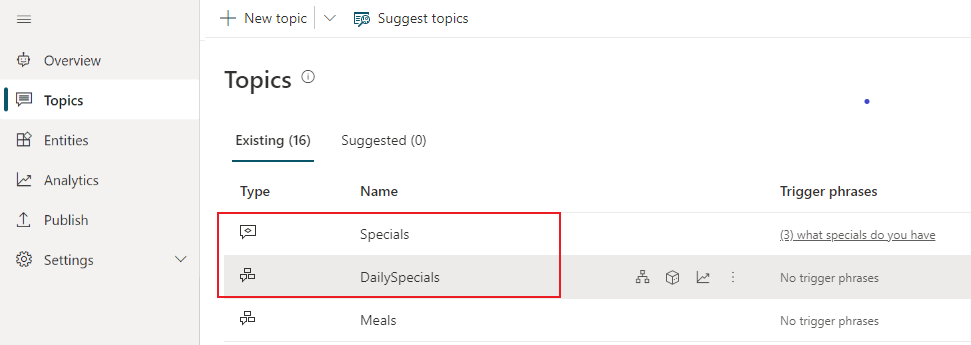 New topic
Suggest topics
Overview
Topics
Entities
Analytics
Publish
Settings
Topics
Existing (16)
Suggested (0)
Type Name Trigger phrases
Specials (3) what specials do you have
DailySpecials No trigger phrases
Meals No trigger phrases